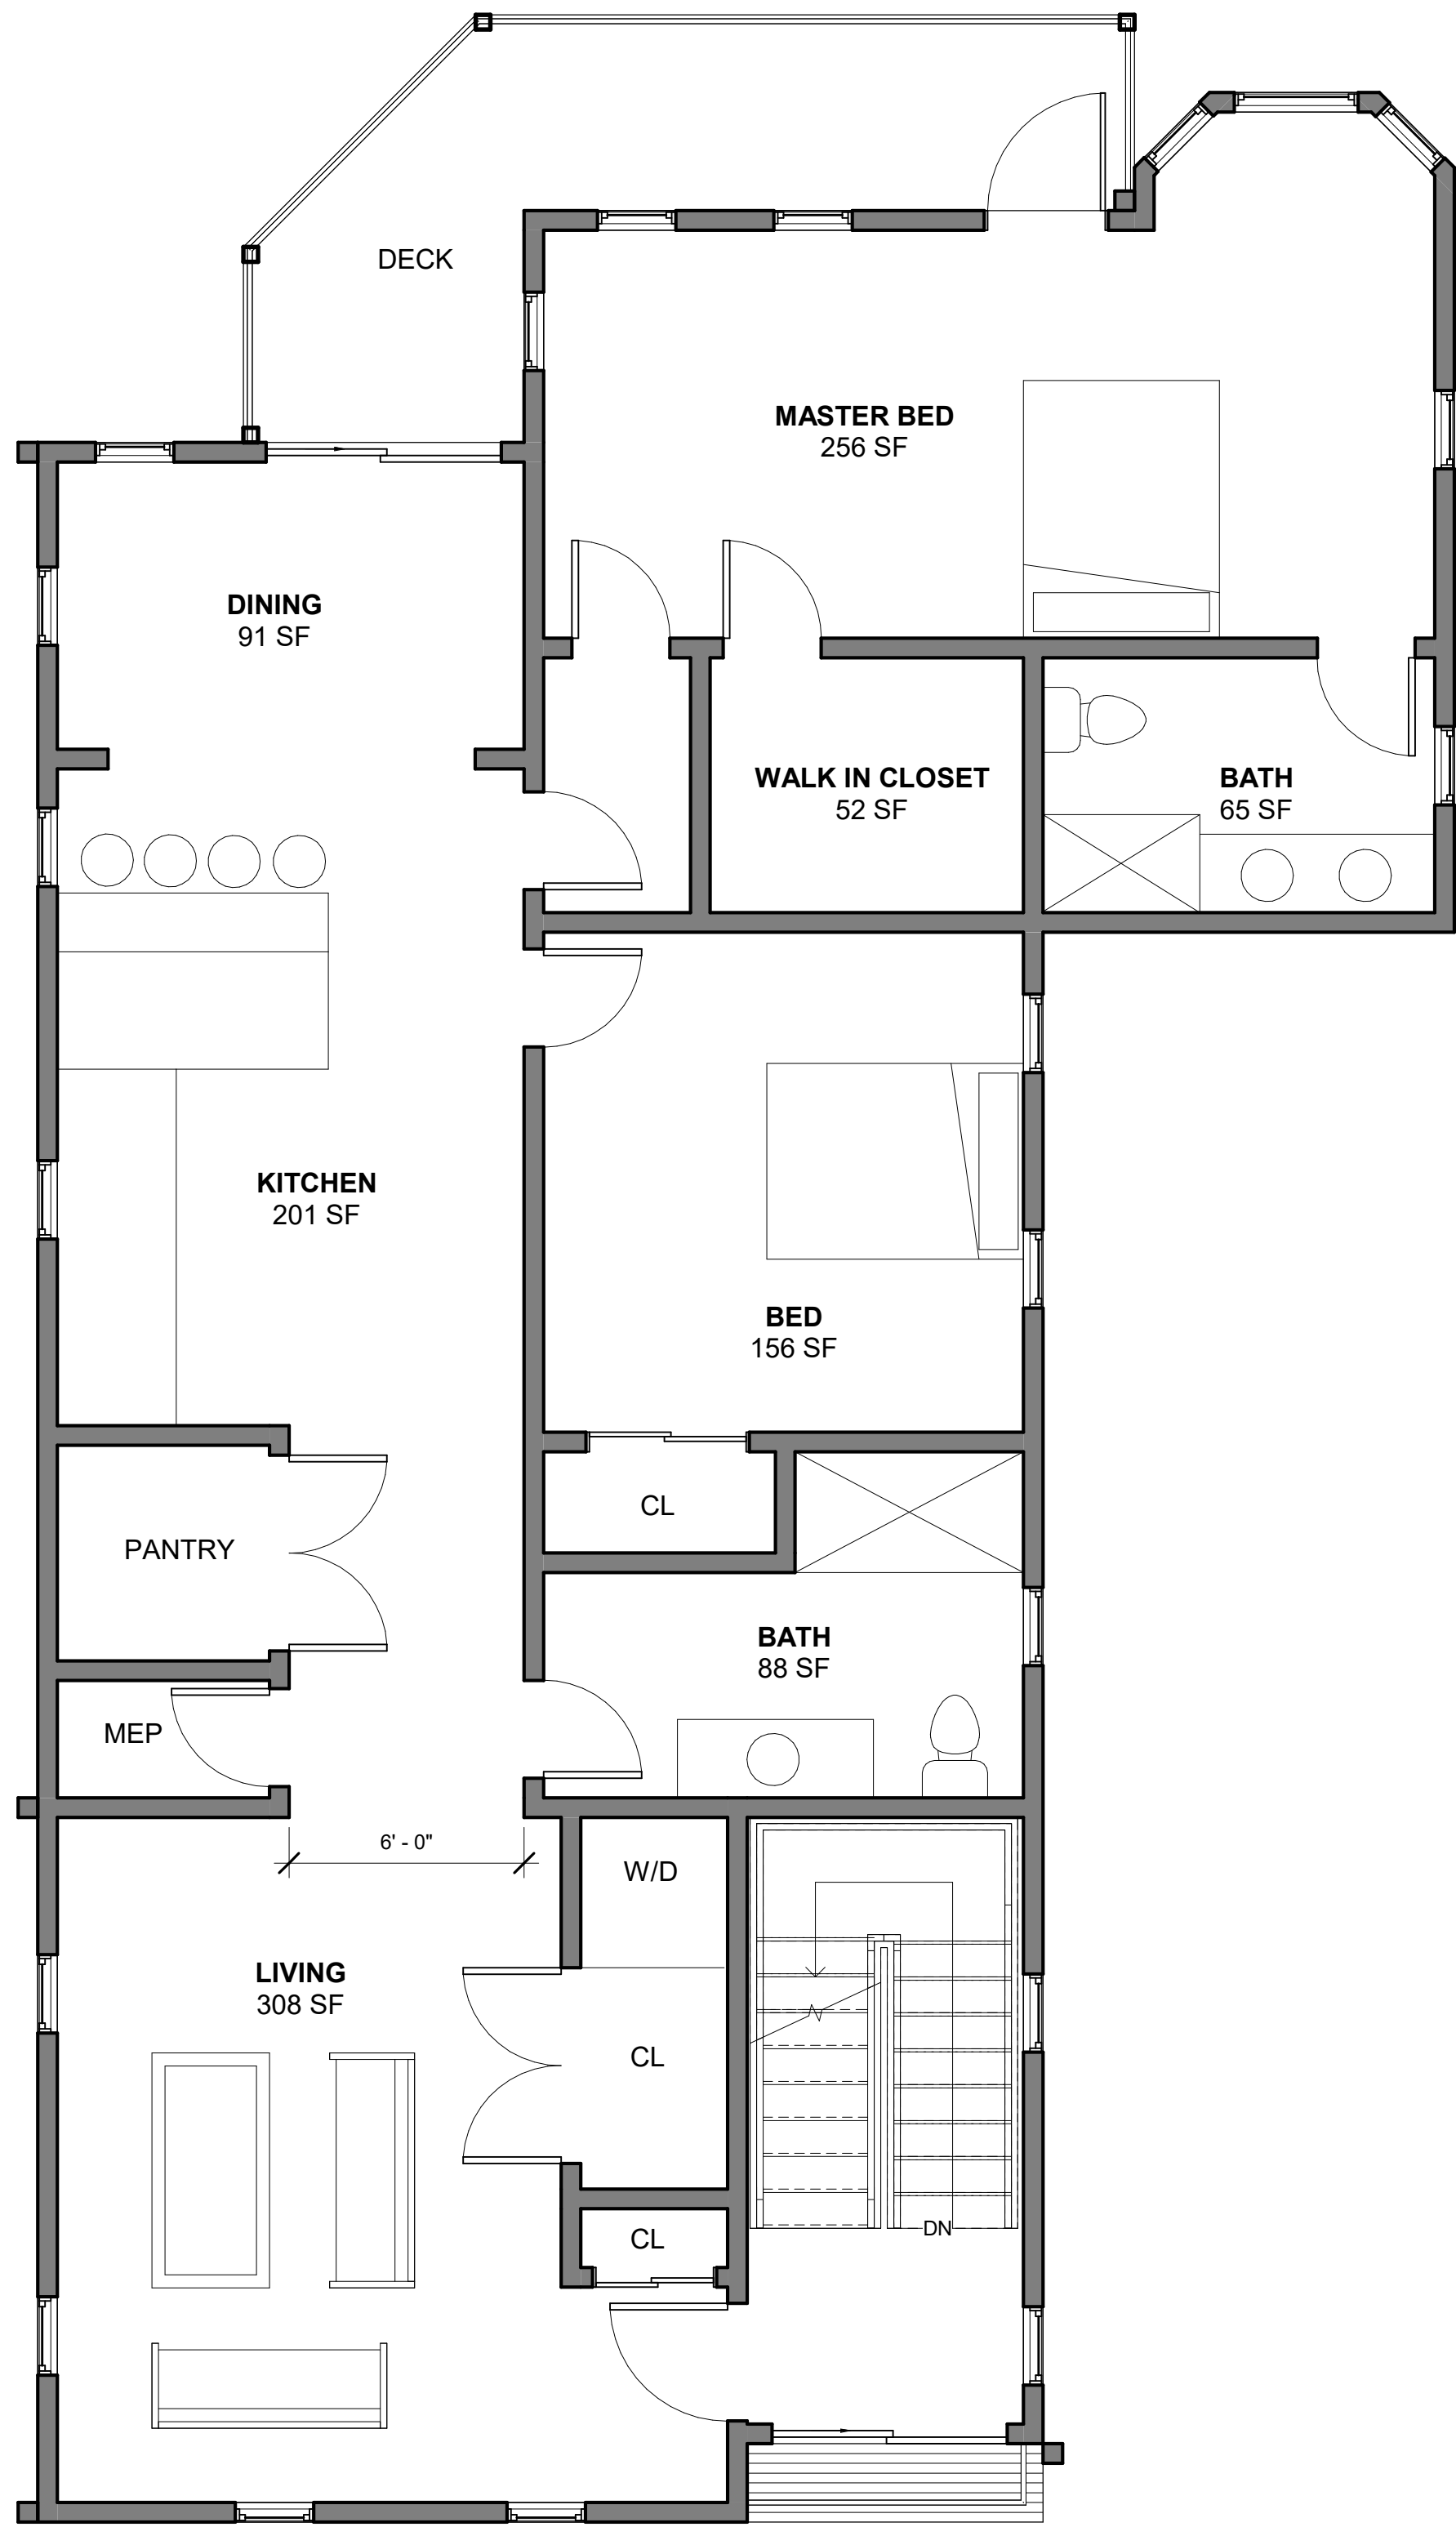 DECK
MASTER BED
256 SF
DINING
91 SF
WALK IN CLOSET
52 SF
BATH
65 SF
KITCHEN
201 SF
BED
156 SF
CL
PANTRY
BATH
88 SF
MEP
6' - 0"
W/D
LIVING
308 SF
CL
DN
CL